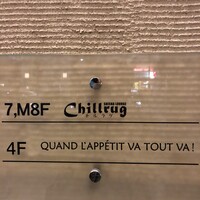 7,M8F Chillrug
4F QUAND L'APPÉTIT VA TOUT VA !